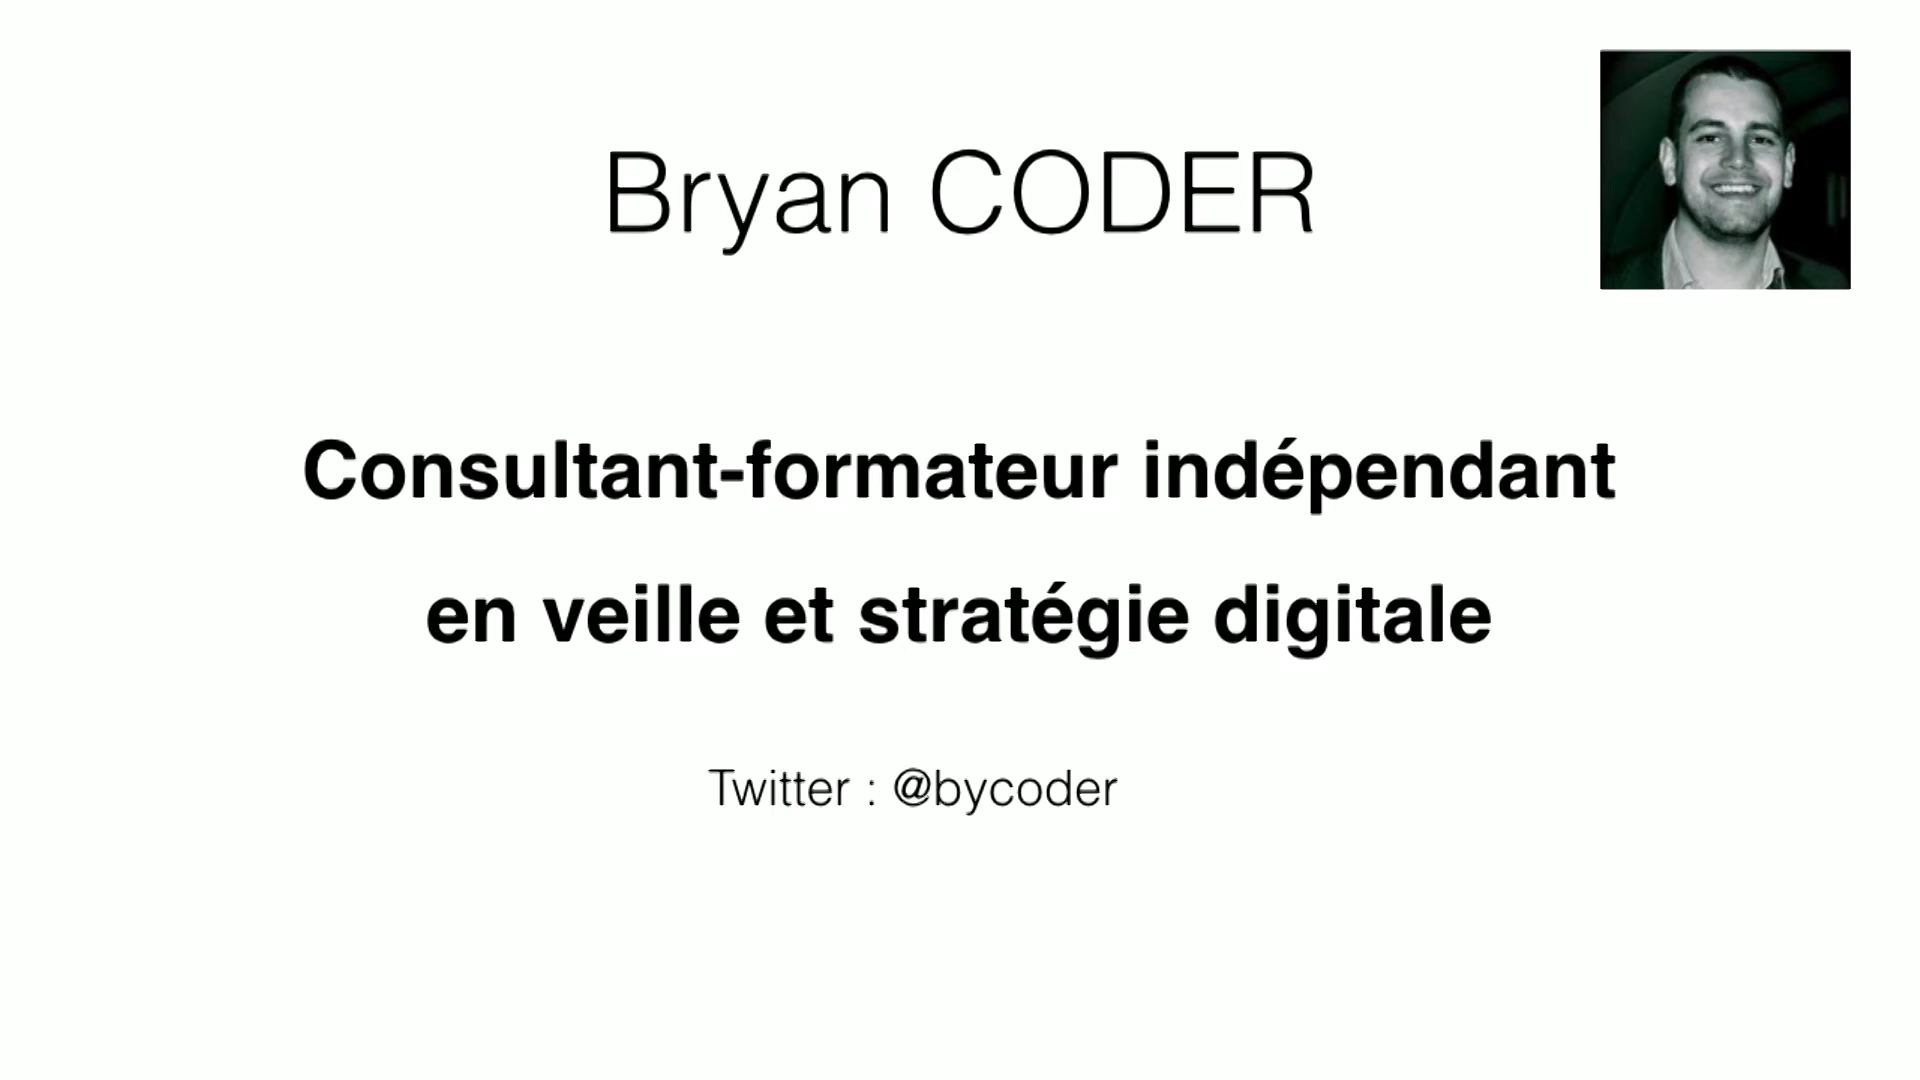 Bryan CODER
Consultant-formateur indépendant
en veille et stratégie digitale
Twitter : @bycoder